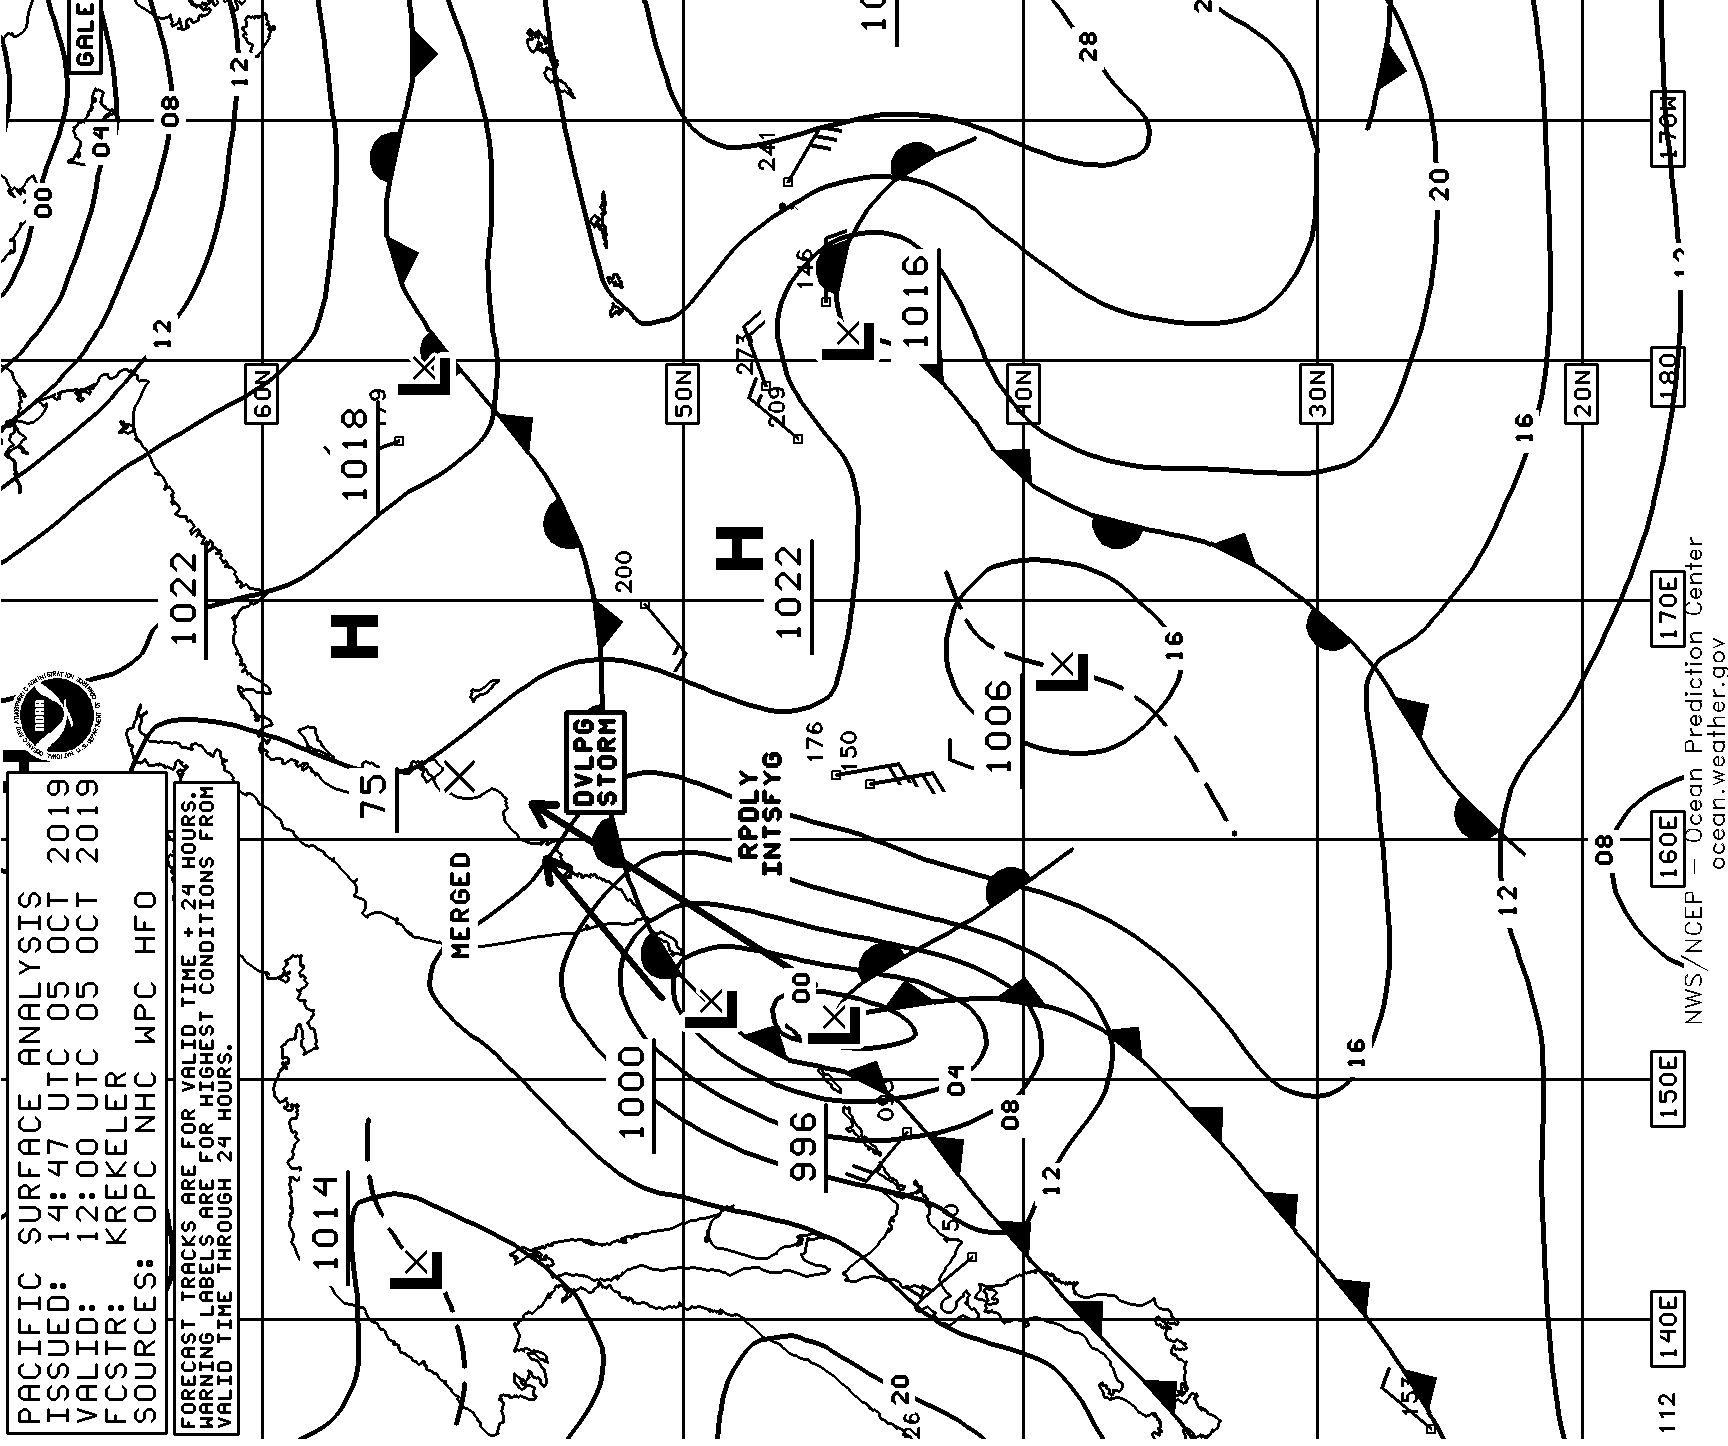 PACIFIC SURFACE ANALYSIS
ISSUED: 14:47 UTC 05 OCT 2019
VALID: 12:00 UTC 05 OCT 2019
FCSTR: KREKELER
SOURCES: OPC NHC WPC HFO
FORECAST TRACKS ARE FOR VALID TIME + 24 HOURS.
WARNING LABELS ARE FOR HIGHEST CONDITIONS FROM
VALID TIME THROUGH 24 HOURS.
GALE
00
04
08
12
12
1022
H
1018
L
60N
75
MERGED
1014
L
DVLPG
STORM
200
1000
L
50N
H
1022
RPDLY
INTSFYG
996
00
L
241
146
273
209
L
1016
176
150
1006
L
16
28
04
08
12
40N
20
26
30N
20
16
16
12
08
20N
12
170W
180
170E
160E
150E
140E
NWS/NCEP – Ocean Prediction Center
ocean.weather.gov